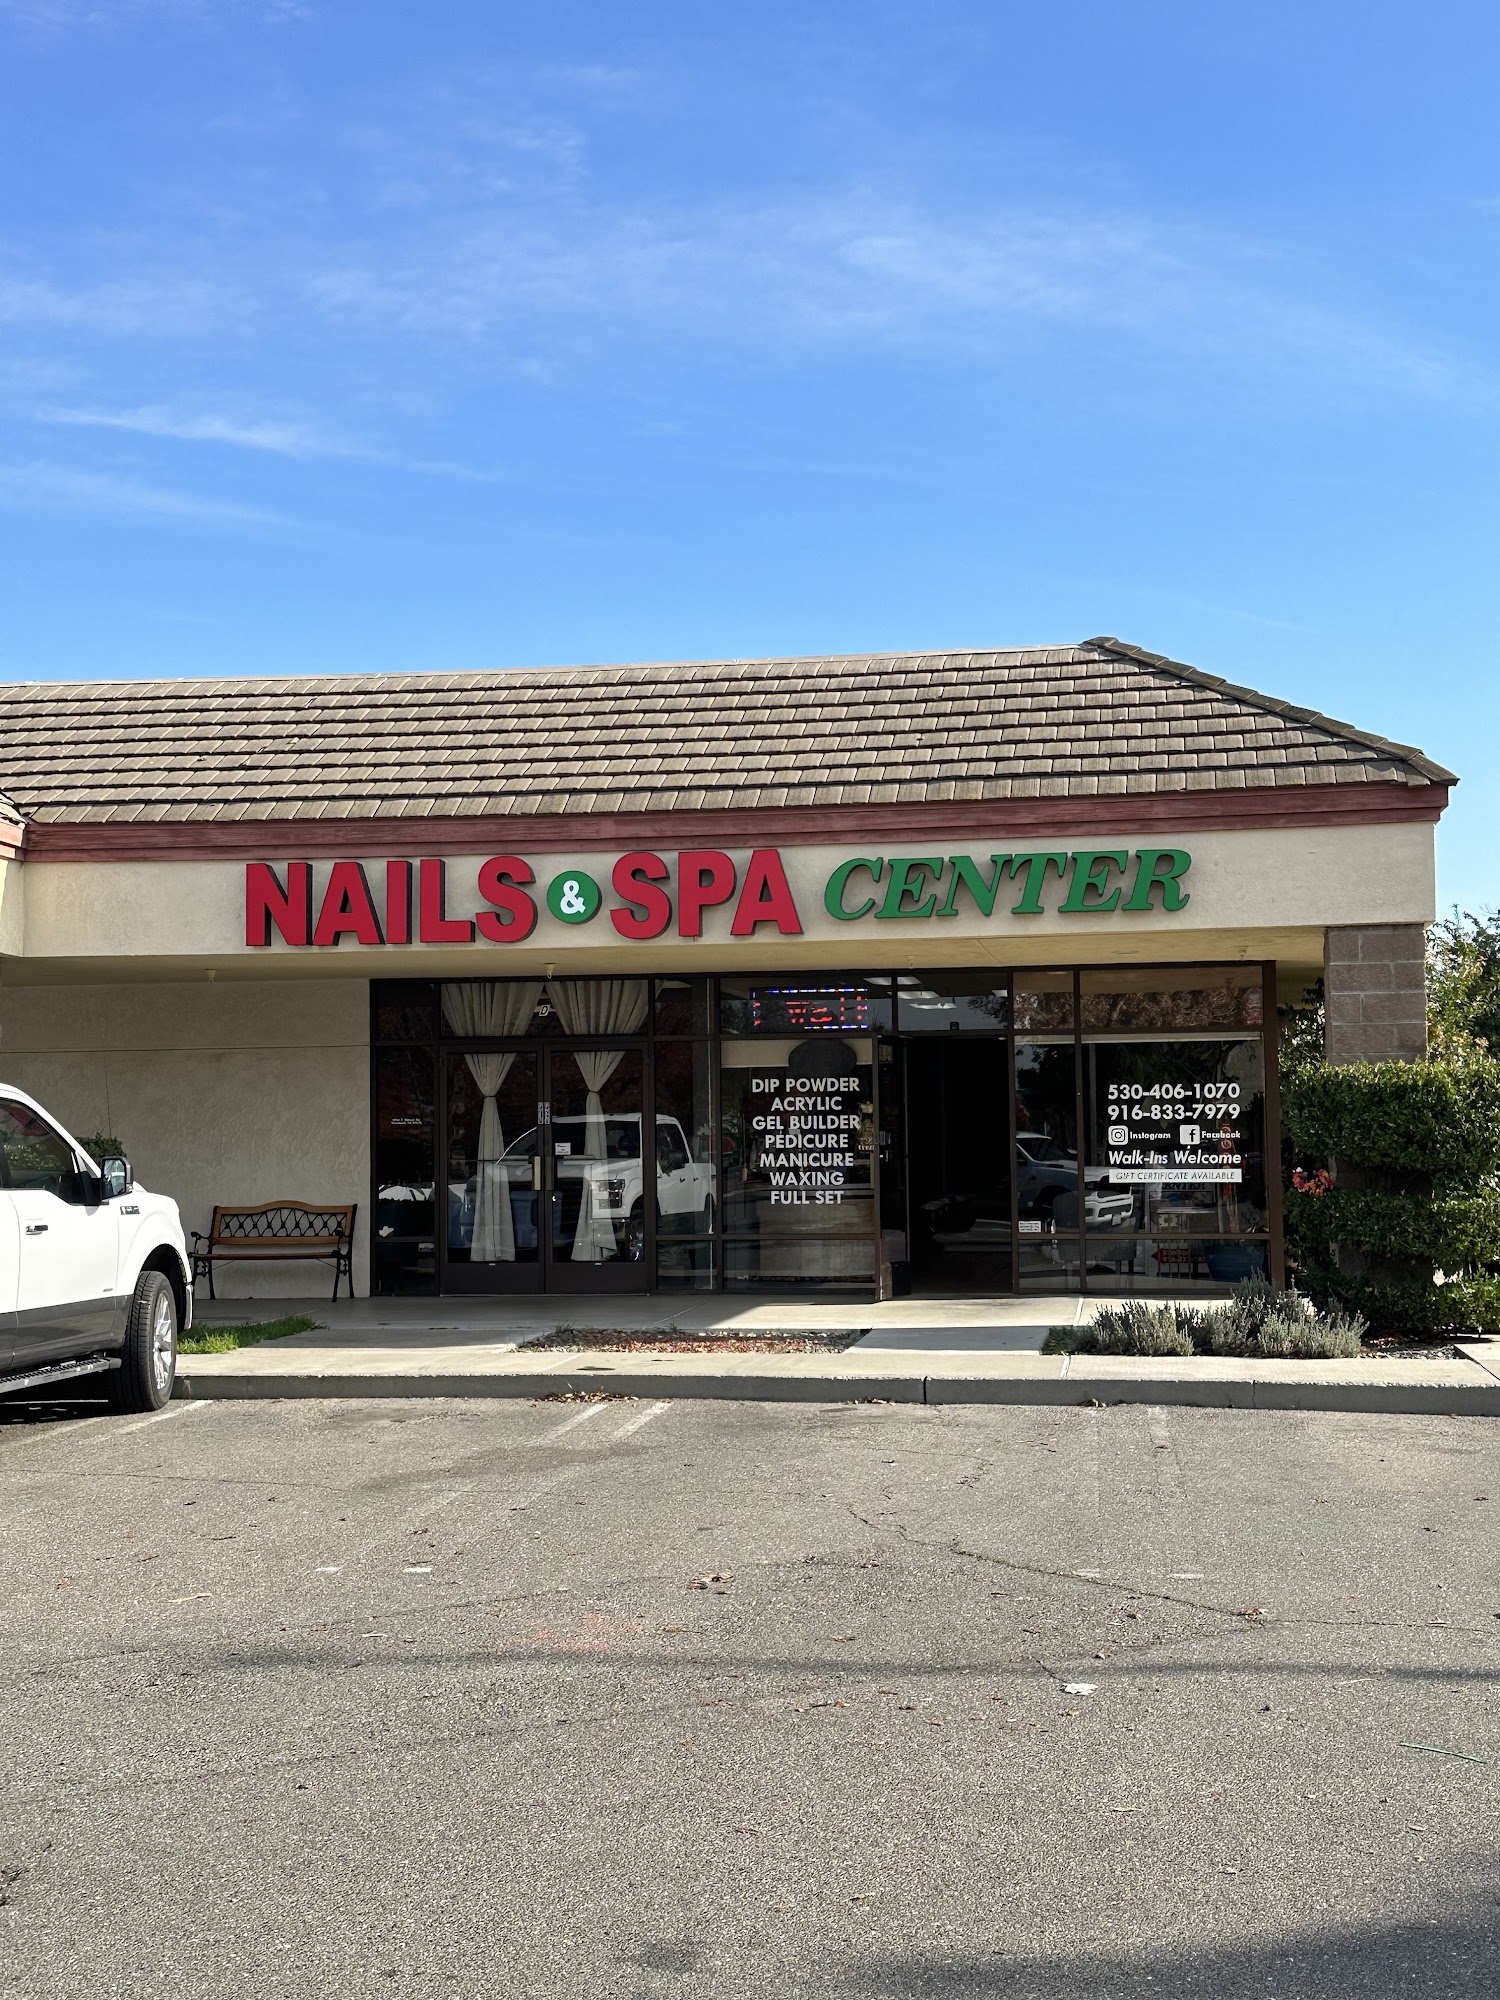 NAILS & SPA CENTER
D
DIP POWDER
ACRYLIC
GEL BUILDER
PEDICURE
MANICURE
WAXING
FULL SET
530-406-1070
916-833-7979
Instagram Facebook
Walk-Ins Welcome
GIFT CERTIFICATE AVAILABLE